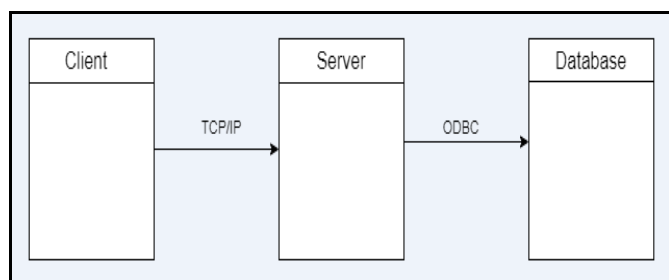 Client
Server
Database
TCP/IP
ODBC